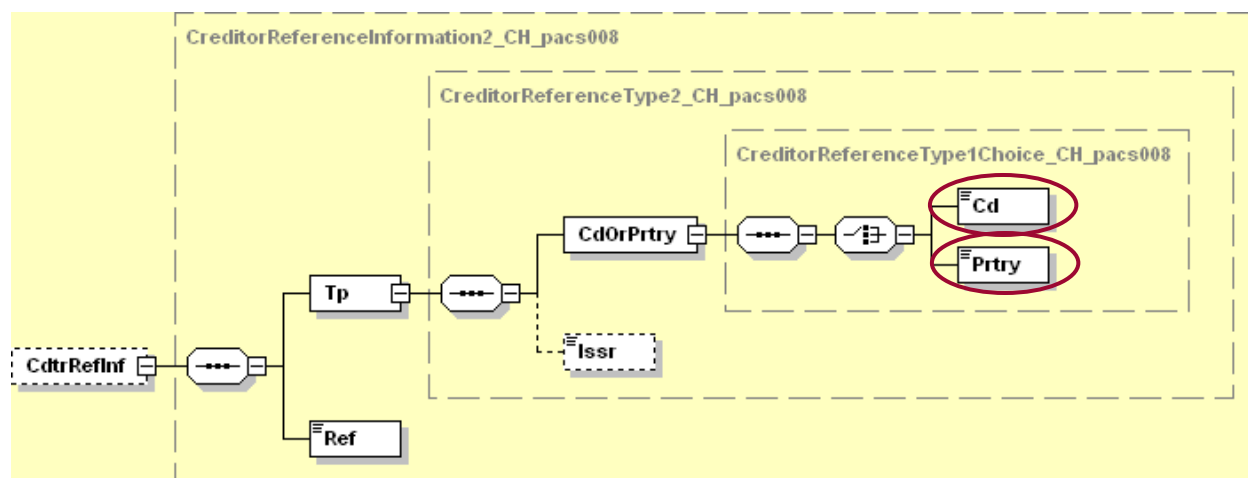 CreditorReferenceInformation2_CH_pacs008
CreditorReferenceType2_CH_pacs008
CreditorReferenceType1Choice_CH_pacs008
Cd
CdOrPrtry
Prtry
Tp
Issr
CdtrRefInf
Ref